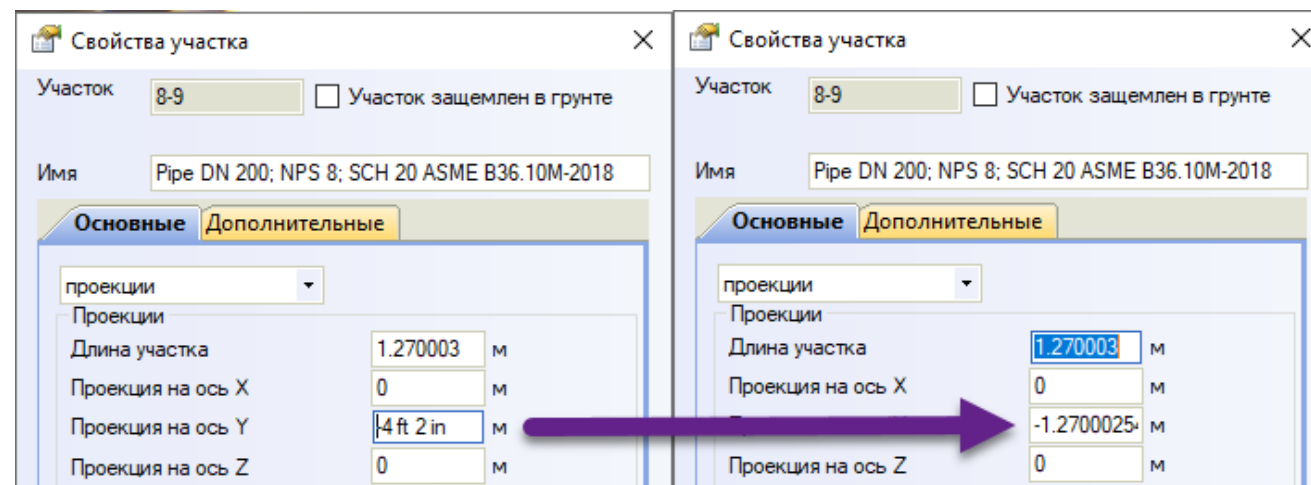 Свойства участка
Участок 8-9 Участок защемлен в грунте
Имя Pipe DN 200; NPS 8; SCH 20 ASME B36.10M-2018
Основные Дополнительные
проекции
Проекции
Длина участка 1.270003 м
Проекция на ось X 0 м
Проекция на ось Y -4 ft 2 in м
Проекция на ось Z 0 м
Свойства участка
Участок 8-9 Участок защемлен в грунте
Имя Pipe DN 200; NPS 8; SCH 20 ASME B36.10M-2018
Основные Дополнительные
проекции
Проекции
Длина участка 1.270003 м
Проекция на ось X 0 м
-1.2700025 м
Проекция на ось Z 0 м